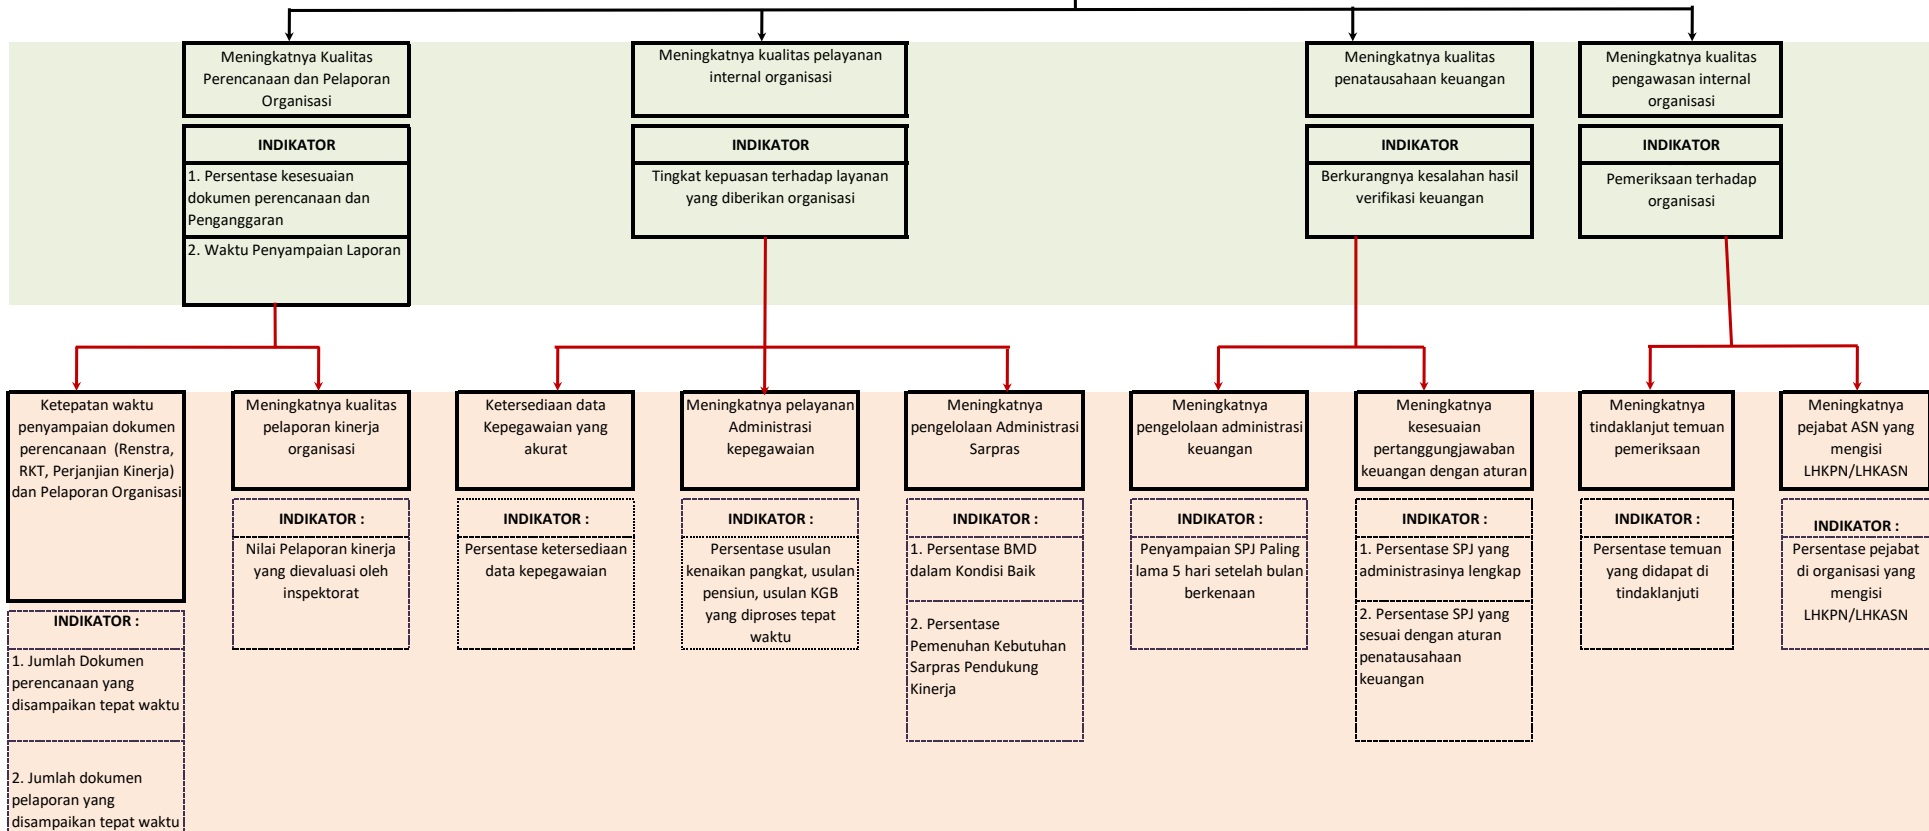 Meningkatnya Kualitas
Perencanaan dan Pelaporan
Organisasi
INDIKATOR
1. Persentase kesesuaian
dokumen perencanaan dan
Penganggaran
2. Waktu Penyampaian Laporan
Meningkatnya kualitas pelayanan
internal organisasi
INDIKATOR
Tingkat kepuasan terhadap layanan
yang diberikan organisasi
Meningkatnya kualitas
penatausahaan keuangan
INDIKATOR
Berkurangnya kesalahan hasil
verifikasi keuangan
Meningkatnya kualitas
pengawasan internal
organisasi
INDIKATOR
Pemeriksaan terhadap
organisasi
Ketepatan waktu
penyampaian dokumen
perencanaan (Renstra,
RKT, Perjanjian Kinerja)
dan Pelaporan Organisasi
INDIKATOR :
1. Jumlah Dokumen
perencanaan yang
disampaikan tepat waktu
2. Jumlah dokumen
pelaporan yang
disampaikan tepat waktu
Meningkatnya kualitas
pelaporan kinerja
organisasi
INDIKATOR :
Nilai Pelaporan kinerja
yang dievaluasi oleh
inspektorat
Ketersediaan data
Kepegawaian yang
akurat
INDIKATOR :
Persentase ketersediaan
data kepegawaian
Meningkatnya pelayanan
Administrasi
kepegawaian
INDIKATOR :
Persentase usulan
kenaikan pangkat, usulan
pensiun, usulan KGB
yang diproses tepat
waktu
Meningkatnya
pengelolaan Administrasi
Sarpras
INDIKATOR :
1. Persentase BMD
dalam Kondisi Baik
2. Persentase
Pemenuhan Kebutuhan
Sarpras Pendukung
Kinerja
Meningkatnya
pengelolaan administrasi
keuangan
INDIKATOR :
Penyampaian SPJ Paling
lama 5 hari setelah bulan
berkenaan
Meningkatnya
kesesuaian
pertanggungjawaban
keuangan dengan aturan
INDIKATOR :
1. Persentase SPJ yang
administrasinya lengkap
2. Persentase SPJ yang
sesuai dengan aturan
penatausahaan
keuangan
Meningkatnya
tindaklanjut temuan
pemeriksaan
INDIKATOR :
Persentase temuan
yang didapat di
tindaklanjuti
Meningkatnya
pejabat ASN yang
mengisi
LHKPN/LHKASN
INDIKATOR :
Persentase pejabat
di organisasi yang
mengisi
LHKPN/LHKASN